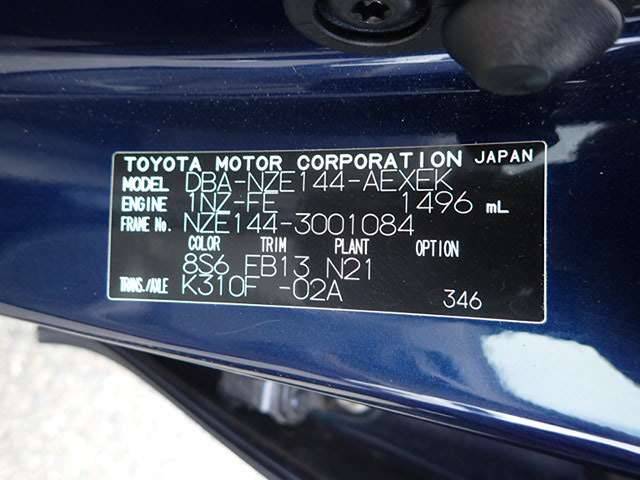 TOYOTA MOTOR CORPORATION JAPAN
MODEL DBA-NZE144-AEXEK
ENGINE 1NZ-FE 1496 mL
FRAME No. NZE144-3001084
COLOR TRIM PLANT OPTION
8S6 FB13 N21
TRANS./AXLE K310F -02A
346